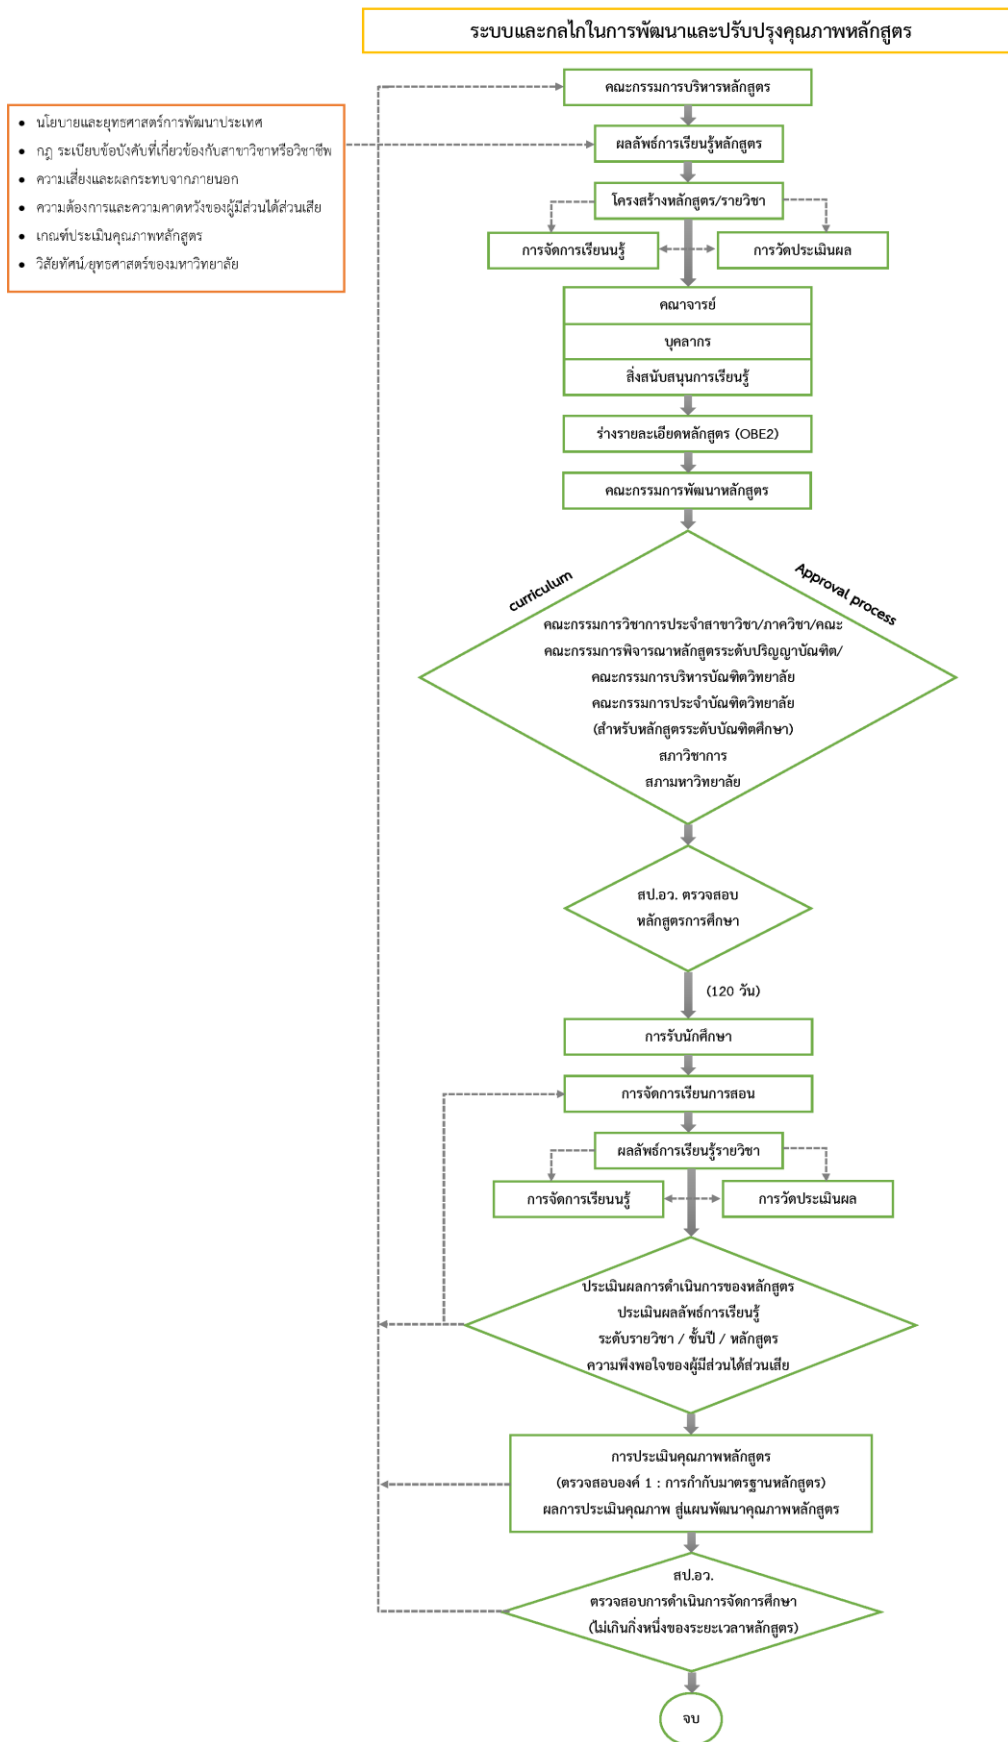 ระบบและกลไกในการพัฒนาและปรับปรุงคุณภาพหลักสูตร
คณะกรรมการบริหารหลักสูตร
• นโยบายและยุทธศาสตร์การพัฒนาประเทศ
• กฎ ระเบียบข้อบังคับที่เกี่ยวข้องกับสาขาวิชาหรือวิชาชีพ
• ความเสี่ยงและผลกระทบจากภายนอก
• ความต้องการและความคาดหวังของผู้มีส่วนได้ส่วนเสีย
• เกณฑ์ประเมินคุณภาพหลักสูตร
• วิสัยทัศน์/ยุทธศาสตร์ของมหาวิทยาลัย
ผลลัพธ์การเรียนรู้หลักสูตร
โครงสร้างหลักสูตร/รายวิชา
การจัดการเรียนนรู้
การวัดประเมินผล
คณาจารย์
บุคลากร
สิ่งสนับสนุนการเรียนรู้
ร่างรายละเอียดหลักสูตร (OBE2)
คณะกรรมการพัฒนาหลักสูตร
curriculum
Approval process
คณะกรรมการวิชาการประจำสาขาวิชา/ภาควิชา/คณะ
คณะกรรมการพิจารณาหลักสูตรระดับปริญญาบัณฑิต/
คณะกรรมการบริหารบัณฑิตวิทยาลัย
คณะกรรมการประจำบัณฑิตวิทยาลัย
(สำหรับหลักสูตรระดับบัณฑิตศึกษา)
สภาวิชาการ
สภามหาวิทยาลัย
สป.อว. ตรวจสอบ
หลักสูตรการศึกษา
(120 วัน)
การรับนักศึกษา
การจัดการเรียนการสอน
ผลลัพธ์การเรียนรู้รายวิชา
การจัดการเรียนนรู้
การวัดประเมินผล
ประเมินผลการดำเนินการของหลักสูตร
ประเมินผลลัพธ์การเรียนรู้
ระดับรายวิชา / ชั้นปี / หลักสูตร
ความพึงพอใจของผู้มีส่วนได้ส่วนเสีย
การประเมินคุณภาพหลักสูตร
(ตรวจสอบองค์ 1 : การกำกับมาตรฐานหลักสูตร)
ผลการประเมินคุณภาพ สู่แผนพัฒนาคุณภาพหลักสูตร
สป.อว.
ตรวจสอบการดำเนินการจัดการศึกษา
(ไม่เกินกิ่งหนึ่งของระยะเวลาหลักสูตร)
จบ